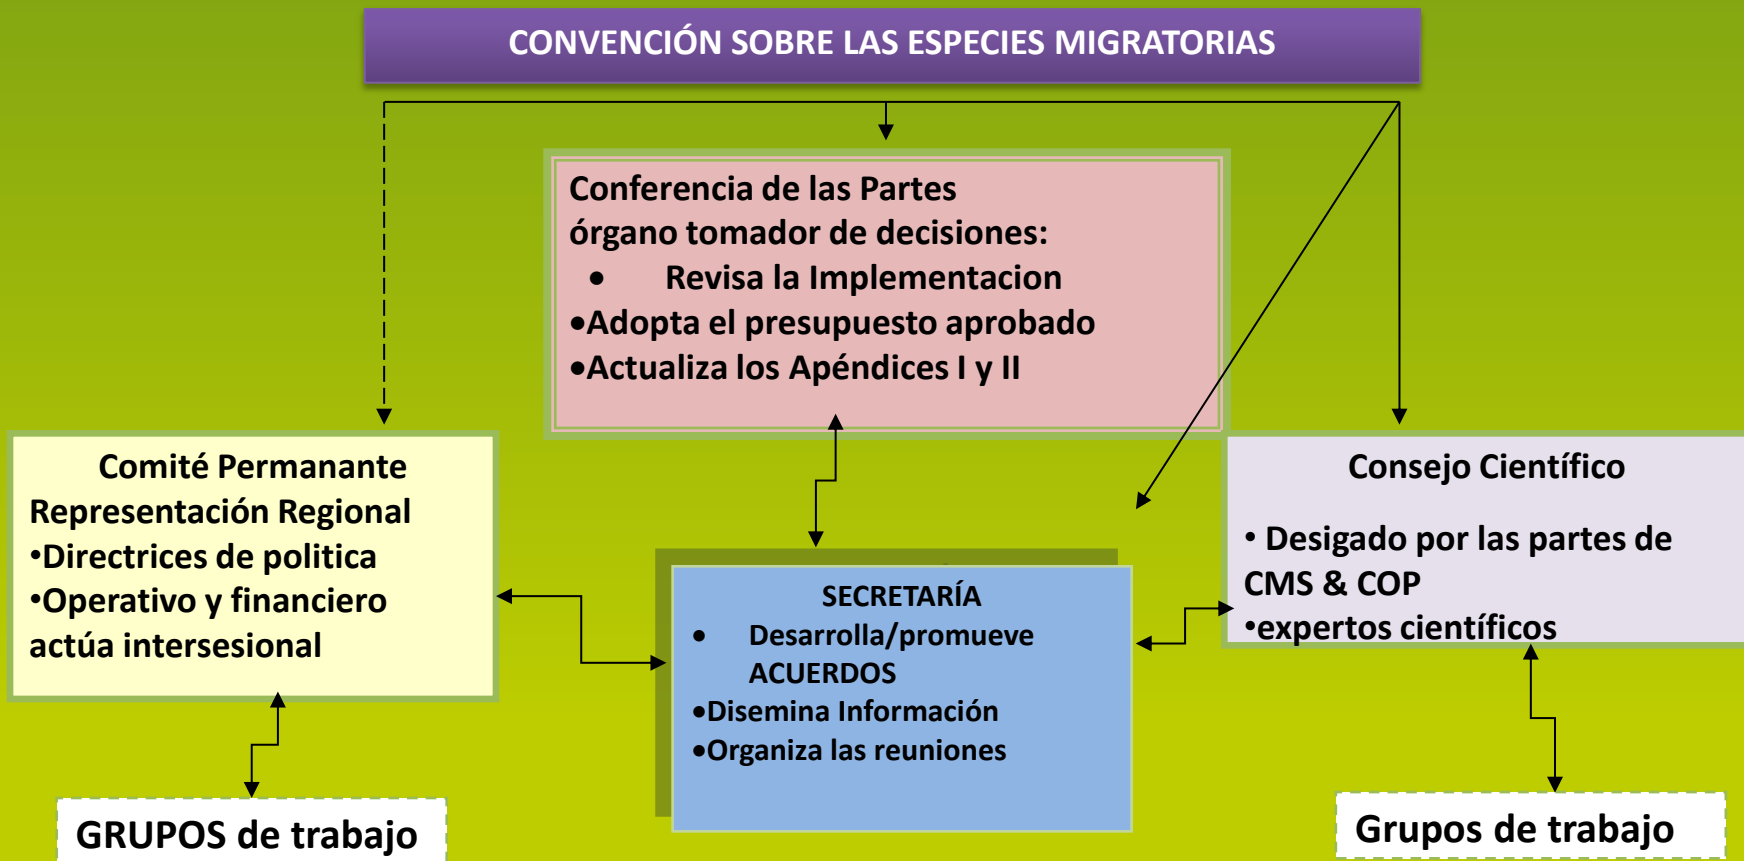 CONVENCIÓN SOBRE LAS ESPECIES MIGRATORIAS
Conferencia de las Partes
órgano tomador de decisiones:
• Revisa la Implementacion
•Adopta el presupuesto aprobado
•Actualiza los Apéndices I y II
Comité Permanante
Representación Regional
•Directrices de politica
•Operativo y financiero
actúa intersesional
SECRETARÍA
• Desarrolla/promueve
ACUERDOS
•Disemina Información
•Organiza las reuniones
Consejo Científico
• Desigado por las partes de
CMS & COP
•expertos científicos
GRUPOS de trabajo
Grupos de trabajo